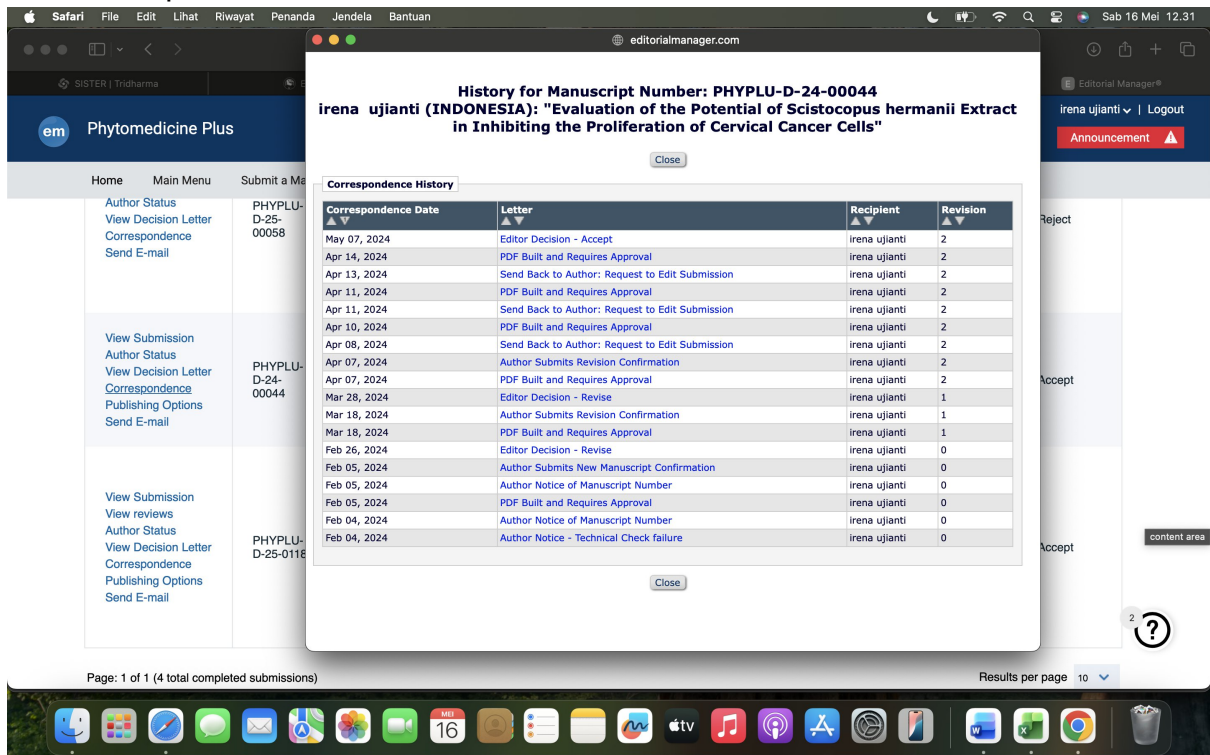 Safari File Edit Lihat Riwayat Penanda Jendela Bantuan Sab 16 Mei 12.31
editorialmanager.com
SISTER | Tridharma
Editorial Manager®
History for Manuscript Number: PHYPLU-D-24-00044
irena ujianti (INDONESIA): "Evaluation of the Potential of Scistocopus hermanii Extract
in Inhibiting the Proliferation of Cervical Cancer Cells"
Close
em Phytomedicine Plus
irena ujianti | Logout
Announcement
Home Main Menu Submit a Ma
Correspondence History
Correspondence Date Letter Recipient Revision
May 07, 2024 Editor Decision - Accept irena ujianti 2
Apr 14, 2024 PDF Built and Requires Approval irena ujianti 2
Apr 13, 2024 Send Back to Author: Request to Edit Submission irena ujianti 2
Apr 11, 2024 PDF Built and Requires Approval irena ujianti 2
Apr 11, 2024 Send Back to Author: Request to Edit Submission irena ujianti 2
Apr 10, 2024 PDF Built and Requires Approval irena ujianti 2
Apr 08, 2024 Send Back to Author: Request to Edit Submission irena ujianti 2
Apr 07, 2024 Author Submits Revision Confirmation irena ujianti 2
Apr 07, 2024 PDF Built and Requires Approval irena ujianti 2
Mar 28, 2024 Editor Decision - Revise irena ujianti 1
Mar 18, 2024 Author Submits Revision Confirmation irena ujianti 1
Mar 18, 2024 PDF Built and Requires Approval irena ujianti 1
Feb 26, 2024 Editor Decision - Revise irena ujianti 0
Feb 05, 2024 Author Submits New Manuscript Confirmation irena ujianti 0
Feb 05, 2024 Author Notice of Manuscript Number irena ujianti 0
Feb 05, 2024 PDF Built and Requires Approval irena ujianti 0
Feb 04, 2024 Author Notice of Manuscript Number irena ujianti 0
Feb 04, 2024 Author Notice - Technical Check failure irena ujianti 0
Close
Author Status
View Decision Letter
Correspondence
Send E-mail
PHYPLU-
D-25-
00058
Reject
View Submission
Author Status
View Decision Letter
Correspondence
Publishing Options
Send E-mail
PHYPLU-
D-24-
00044
Accept
View Submission
View reviews
Author Status
View Decision Letter
Correspondence
Publishing Options
Send E-mail
PHYPLU-
D-25-0118
Accept
content area
2
?
Page: 1 of 1 (4 total completed submissions)
Results per page 10
MEI
16
tv